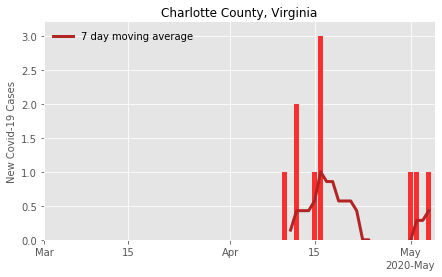 Charlotte County, Virginia
7 day moving average
New Covid-19 Cases
3.0
2.5
2.0
1.5
1.0
0.5
0.0
Mar 15 Apr 15 May
2020-May